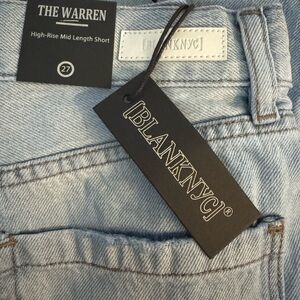 THE WARREN
High-Rise Mid Length Short
27
[BLANKNYC]
[BLANKNYC]®